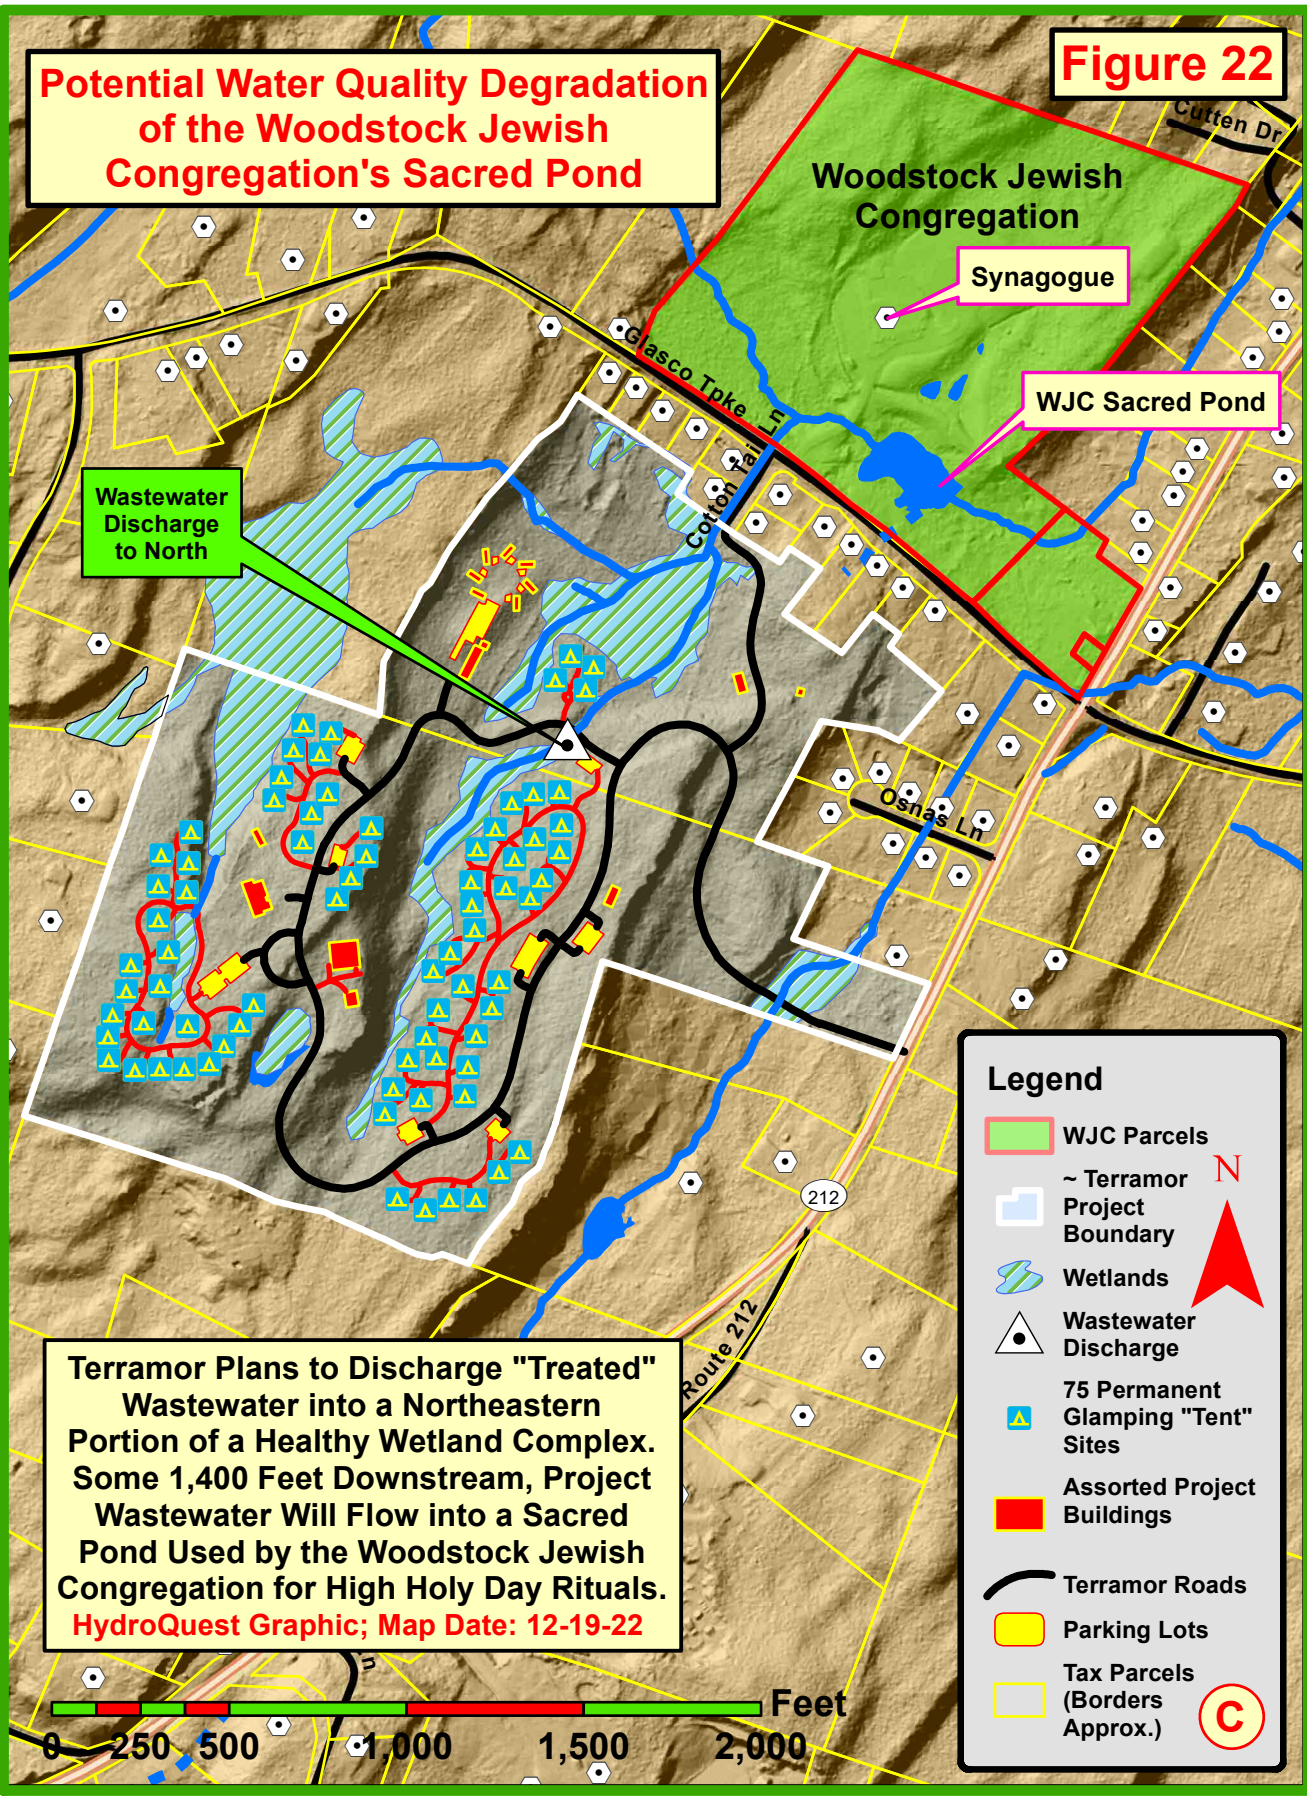 Figure 22
Potential Water Quality Degradation
of the Woodstock Jewish
Congregation's Sacred Pond
Cutten Dr
Woodstock Jewish
Congregation
Synagogue
Glasco Tpke
WJC Sacred Pond
Cotton Tail Ln
Wastewater
Discharge
to North
Osnas Ln
212
Route 212
Legend
WJC Parcels
N
~ Terramor
Project
Boundary
Wetlands
Wastewater
Discharge
75 Permanent
Glamping "Tent"
Sites
Assorted Project
Buildings
Terramor Roads
Parking Lots
Tax Parcels
(Borders
Approx.)
C
Terramor Plans to Discharge "Treated"
Wastewater into a Northeastern
Portion of a Healthy Wetland Complex.
Some 1,400 Feet Downstream, Project
Wastewater Will Flow into a Sacred
Pond Used by the Woodstock Jewish
Congregation for High Holy Day Rituals.
HydroQuest Graphic; Map Date: 12-19-22
Feet
0 250 500 1,000 1,500 2,000